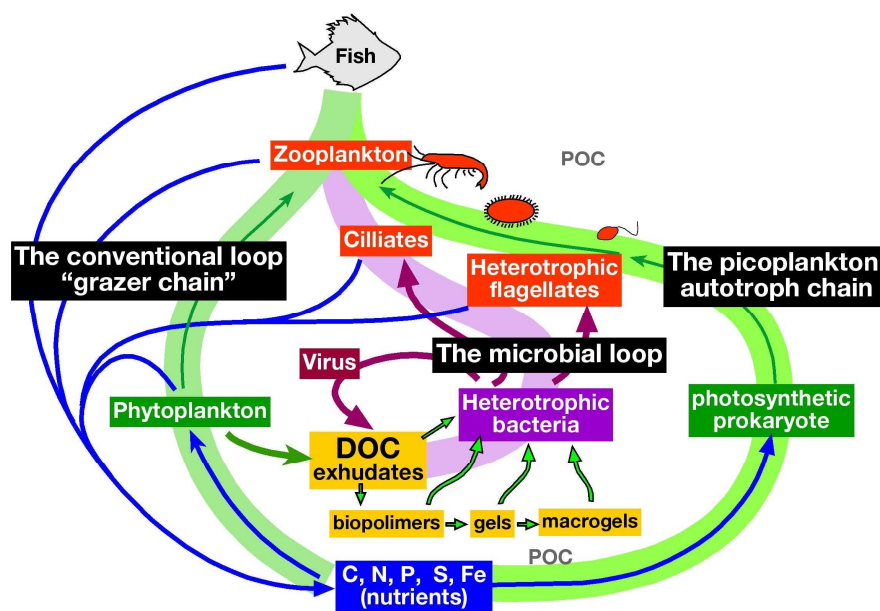 Fish
Zooplankton
POC
Cilliates
The conventional loop
“grazer chain”
Heterotrophic
flagellates
The picoplankton
autotroph chain
Virus
The microbial loop
Phytoplankton
Heterotrophic
bacteria
photosynthetic
prokaryote
DOC
exhudates
biopolimers
gels
macrogels
POC
C, N, P, S, Fe
(nutrients)